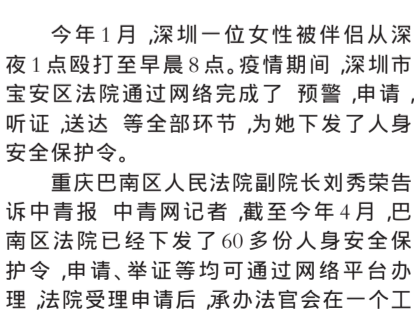 今年1月,深圳一位女性被伴侣从深
夜1点殴打至早晨8点。疫情期间,深圳市
宝安区法院通过网络完成了 预警,申请,
听证,送达 等全部环节,为她下发了人身
安全保护令。
重庆巴南区人民法院副院长刘秀荣告
诉中青报 中青网记者,截至今年4月,巴
南区法院已经下发了60多份人身安全保
护令,申请、举证等均可通过网络平台办
理,法院受理申请后,承办法官会在一个工